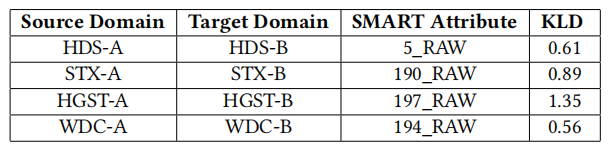 Source Domain Target Domain SMART Attribute KLD
HDS-A HDS-B 5_RAW 0.61
STX-A STX-B 190_RAW 0.89
HGST-A HGST-B 197_RAW 1.35
WDC-A WDC-B 194_RAW 0.56